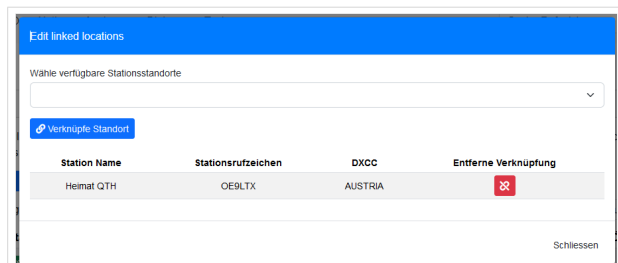 Edit linked locations
Wähle verfügbare Stationsstandorte
Verknüpfe Standort
Station Name Stationsrufzeichen DXCC Entferne Verknüpfung
Heimat QTH OE9LTX AUSTRIA
Schliessen